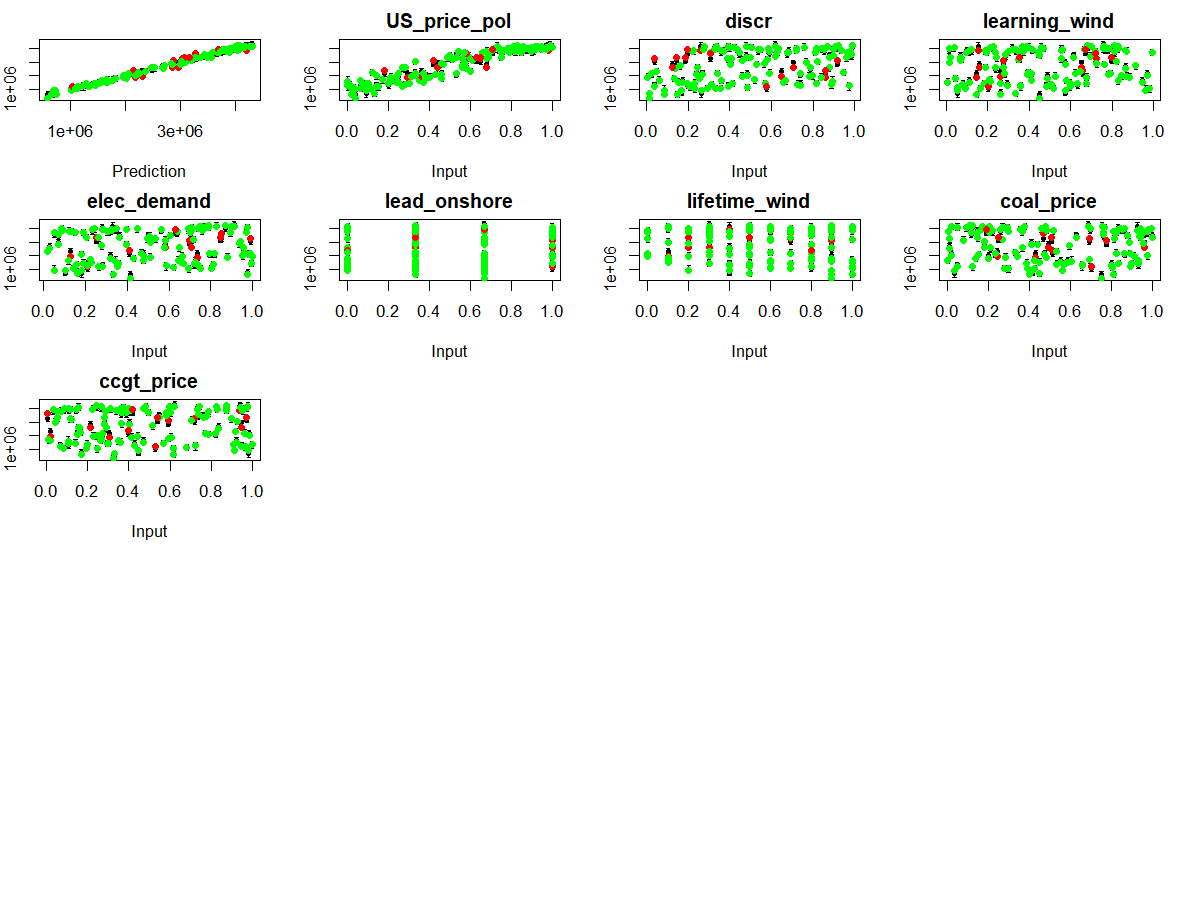 US_price_pol discr learning_wind
1e+06 1e+06 1e+06 1e+06
1e+06 3e+06 0.0 0.2 0.4 0.6 0.8 1.0 0.0 0.2 0.4 0.6 0.8 1.0 0.0 0.2 0.4 0.6 0.8 1.0
Prediction Input Input Input
elec_demand lead_onshore lifetime_wind coal_price
1e+06 1e+06 1e+06 1e+06
0.0 0.2 0.4 0.6 0.8 1.0 0.0 0.2 0.4 0.6 0.8 1.0 0.0 0.2 0.4 0.6 0.8 1.0 0.0 0.2 0.4 0.6 0.8 1.0
Input Input Input Input
ccgt_price
1e+06
0.0 0.2 0.4 0.6 0.8 1.0
Input